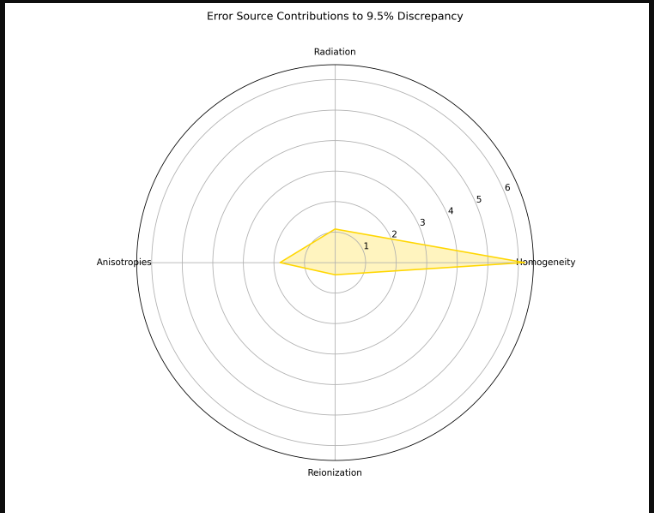 Error Source Contributions to 9.5% Discrepancy
Radiation
6
5
4
3
2
1
Anisotropies
Homogeneity
Reionization